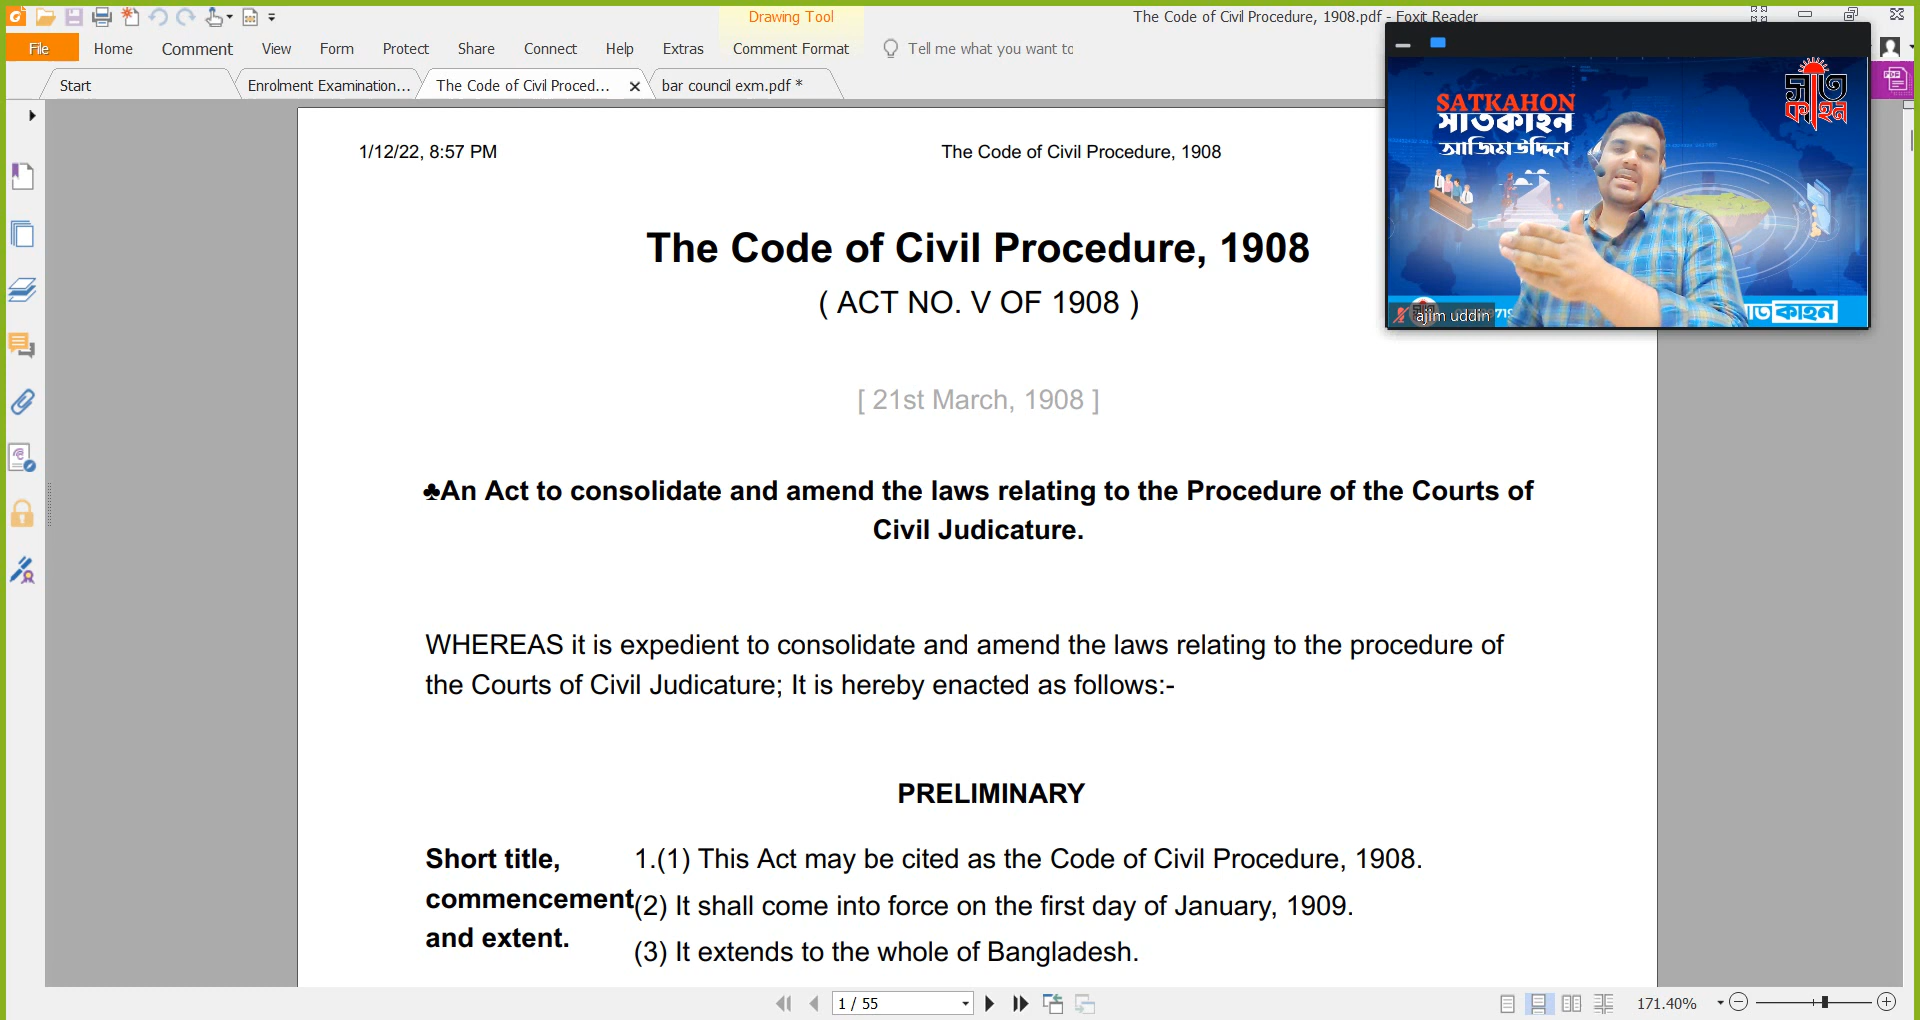 Drawing Tool
The Code of Civil Procedure, 1908.pdf - Foxit Reader
File Home Comment View Form Protect Share Connect Help Extras Comment Format Tell me what you want to
Start
Enrolment Examination...
The Code of Civil Proced...
bar council exm.pdf *
1/12/22, 8:57 PM
The Code of Civil Procedure, 1908
The Code of Civil Procedure, 1908
( ACT NO. V OF 1908 )
[ 21st March, 1908 ]
♣An Act to consolidate and amend the laws relating to the Procedure of the Courts of
Civil Judicature.
WHEREAS it is expedient to consolidate and amend the laws relating to the procedure of
the Courts of Civil Judicature; It is hereby enacted as follows:-
PRELIMINARY
Short title,
commencement
and extent.
1.(1) This Act may be cited as the Code of Civil Procedure, 1908.
(2) It shall come into force on the first day of January, 1909.
(3) It extends to the whole of Bangladesh.
SATKAHON
সাতকাহন
আজিমউদ্দিন
সাত
কাহন
ajim uddin
কাহন
PDF
1 / 55
171.40%